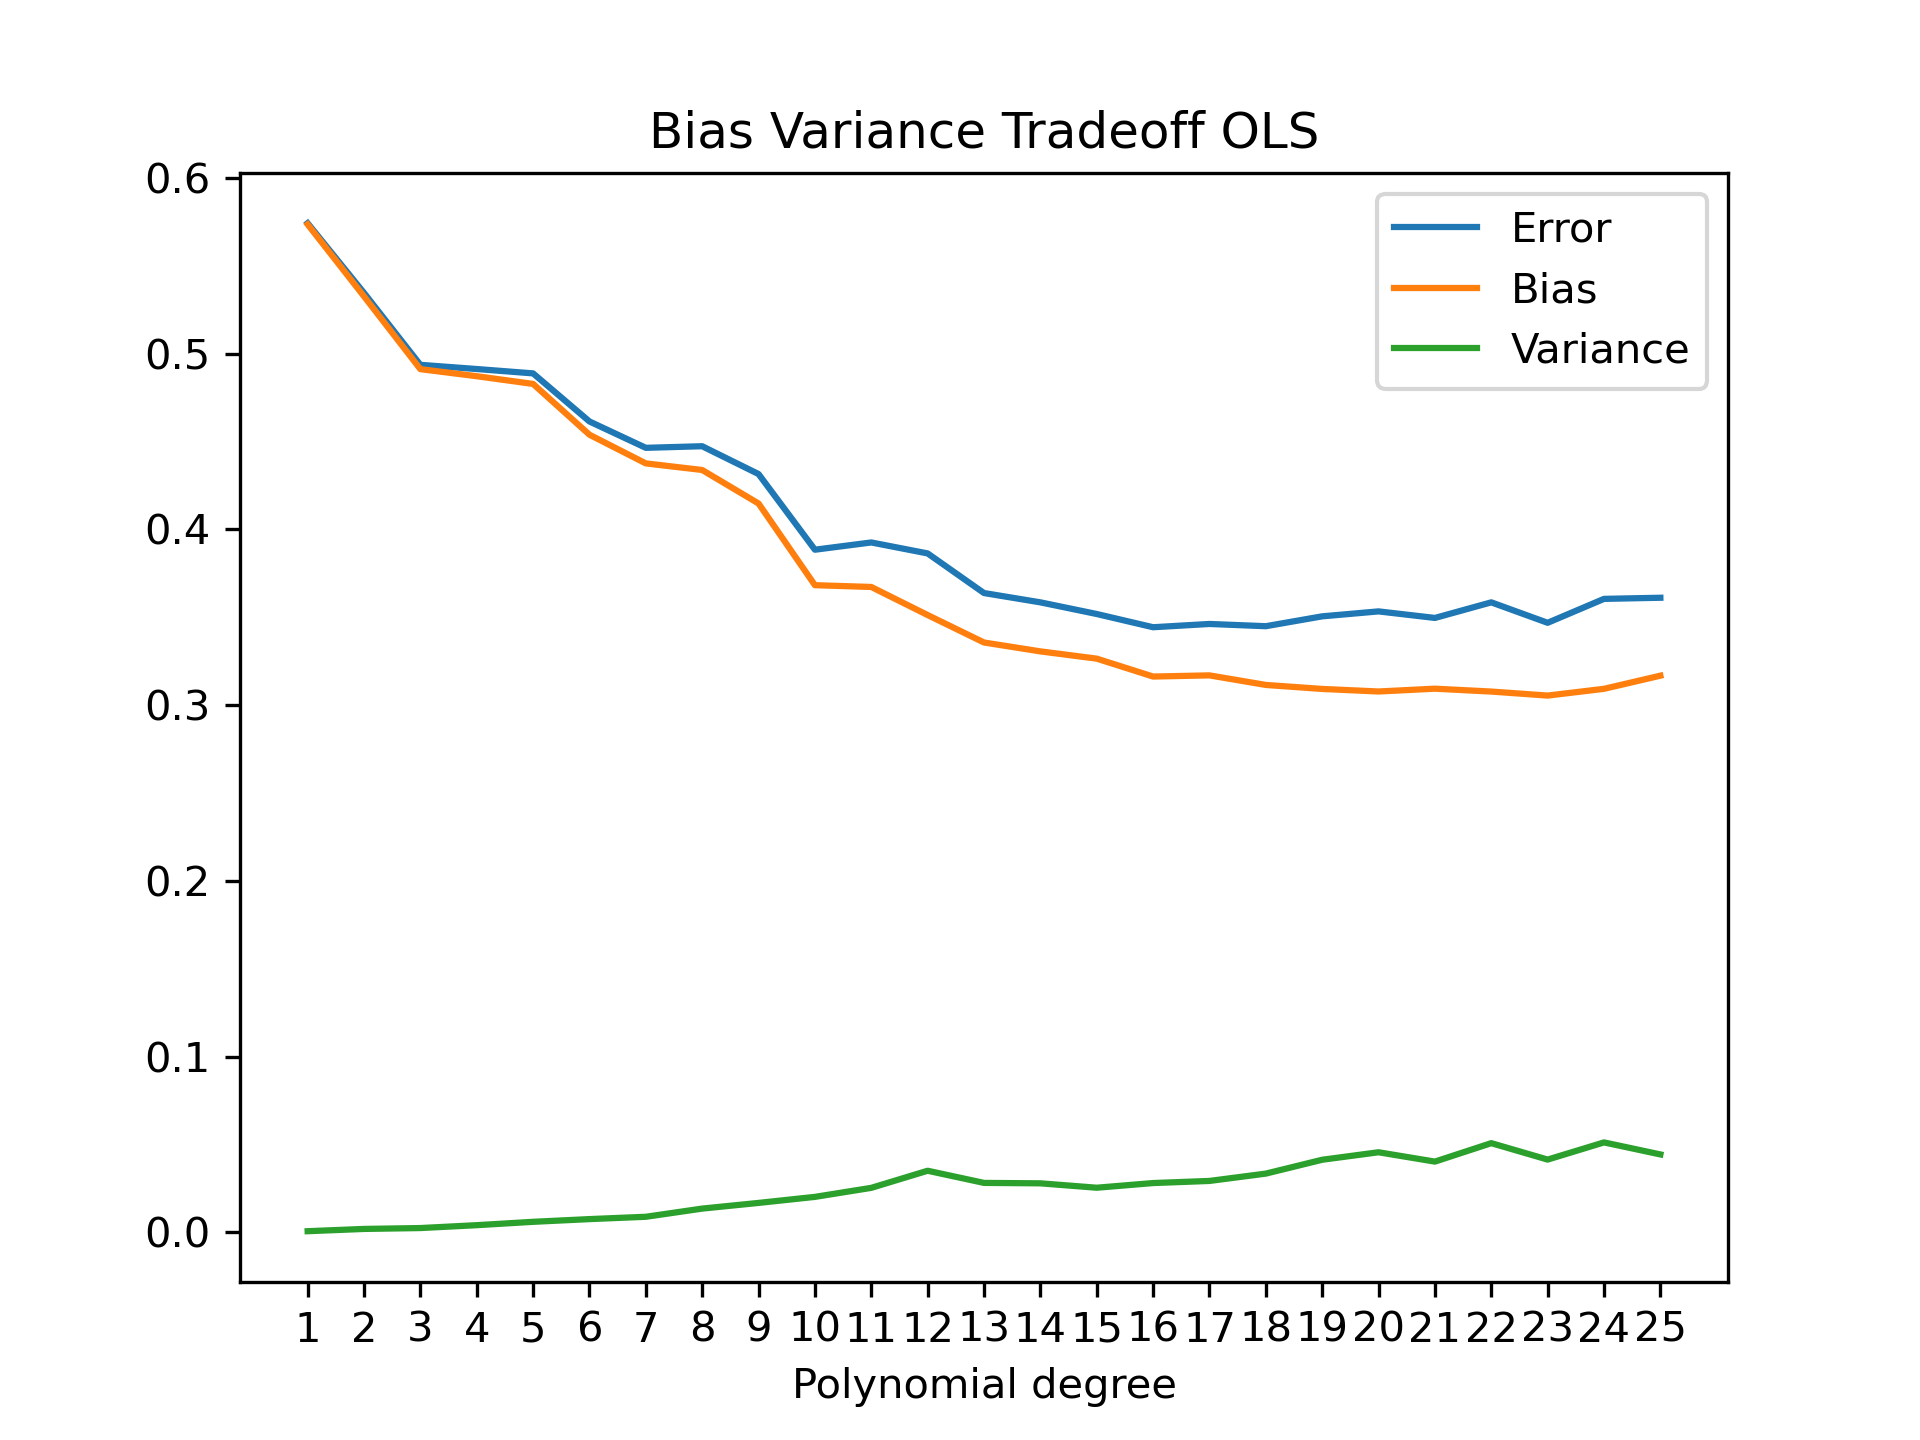 Bias Variance Tradeoff OLS
0.6
0.5
0.4
0.3
0.2
0.1
0.0
Error
Bias
Variance
1 2 3 4 5 6 7 8 9 10 11 12 13 14 15 16 17 18 19 20 21 22 23 24 25
Polynomial degree